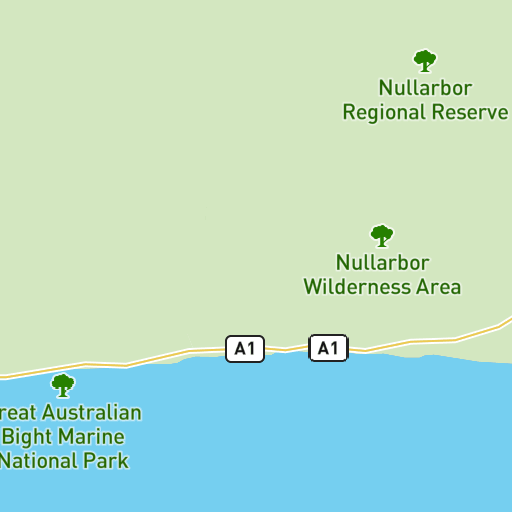 Nullarbor
Regional Reserve
Nullarbor
Wilderness Area
A1
A1
reat Australian
Bight Marine
National Park